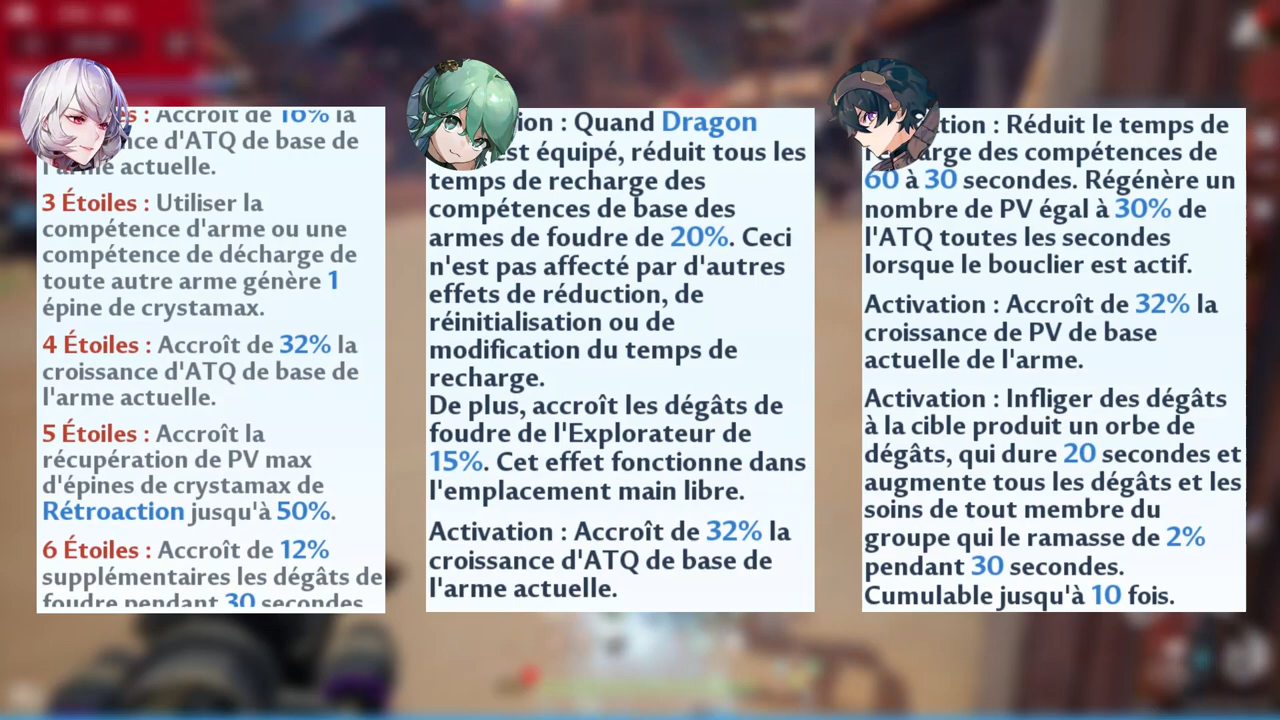 : Accroît de 16% la
d'ATQ de base de
l'arme actuelle.
3 Étoiles : Utiliser la
compétence d'arme ou une
compétence de décharge de
toute autre arme génère 1
épine de crystamax.
4 Étoiles : Accroît de 32% la
croissance d'ATQ de base de
l'arme actuelle.
5 Étoiles : Accroît la
récupération de PV max
d'épines de crystamax de
Rétroaction jusqu'à 50%.
6 Étoiles : Accroît de 12%
supplémentaires les dégâts de
foudre pendant 30 secondes
: Quand Dragon
est équipé, réduit tous les
temps de recharge des
compétences de base des
armes de foudre de 20%. Ceci
n'est pas affecté par d'autres
effets de réduction, de
réinitialisation ou de
modification du temps de
recharge.
De plus, accroît les dégâts de
foudre de l'Explorateur de
15%. Cet effet fonctionne dans
l'emplacement main libre.
Activation : Accroît de 32% la
croissance d'ATQ de base de
l'arme actuelle.
: Réduit le temps de
des compétences de
60 à 30 secondes. Régénère un
nombre de PV égal à 30% de
l'ATQ toutes les secondes
lorsque le bouclier est actif.
Activation : Accroît de 32% la
croissance de PV de base
actuelle de l'arme.
Activation : Infliger des dégâts
à la cible produit un orbe de
dégâts, qui dure 20 secondes et
augmente tous les dégâts et les
soins de tout membre du
groupe qui le ramasse de 2%
pendant 30 secondes.
Cumulable jusqu'à 10 fois.